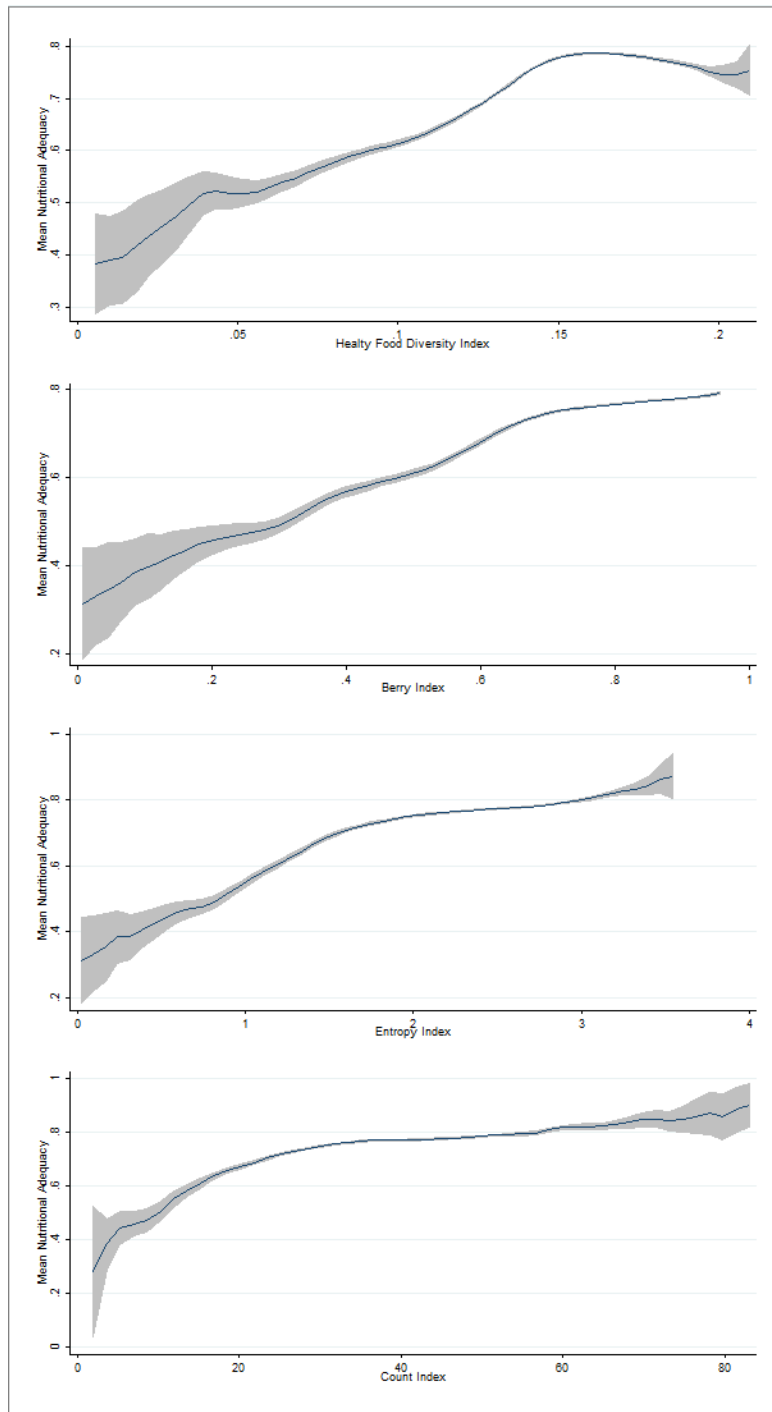 Mean Nutritional Adequacy
.8
.7
.6
.5
.4
.3
0 .05 .1 .15 .2
Healty Food Diversity Index
Mean Nutritional Adequacy
.8
.6
.4
.2
0 .2 .4 .6 .8 1
Berry Index
Mean Nutritional Adequacy
1
.8
.6
.4
.2
0 1 2 3 4
Entropy Index
Mean Nutritional Adequacy
1
.8
.6
.4
.2
0
0 20 40 60 80
Count Index